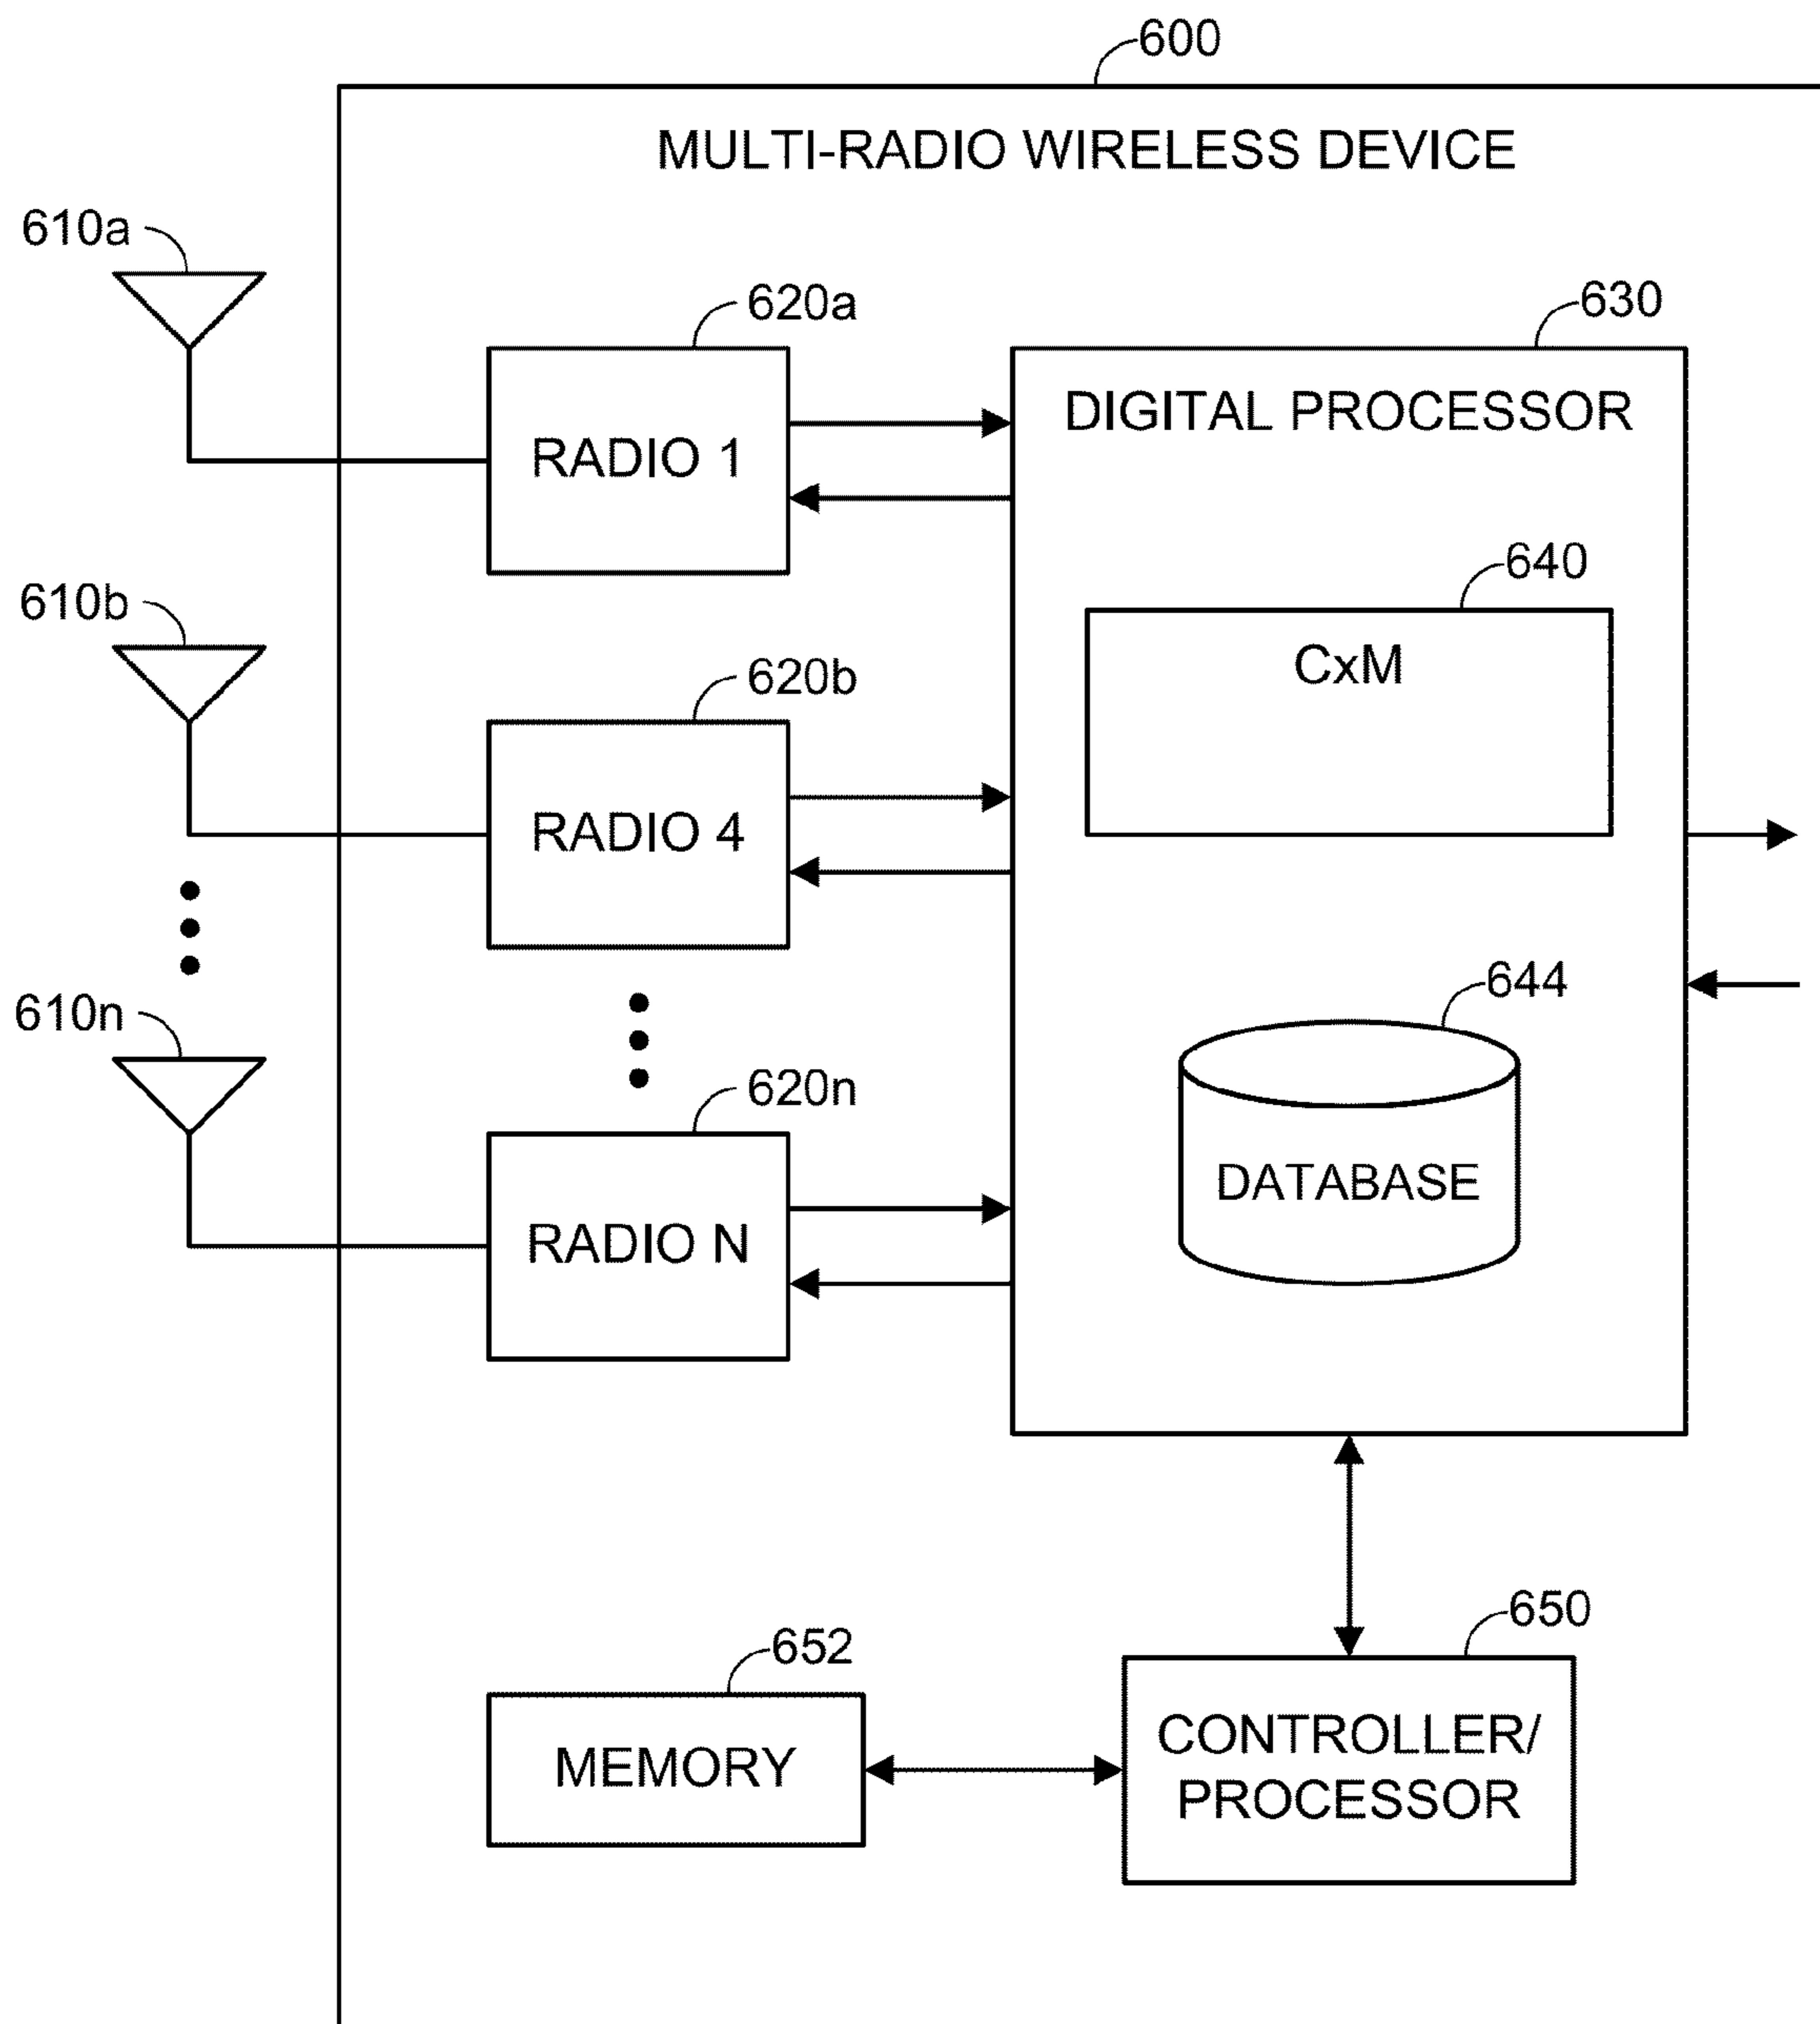 600
MULTI-RADIO WIRELESS DEVICE
610a
620a
630
RADIO 1
DIGITAL PROCESSOR
640
CxM
610b
620b
RADIO 4
610n
644
620n
DATABASE
RADIO N
652
650
MEMORY
CONTROLLER/
PROCESSOR